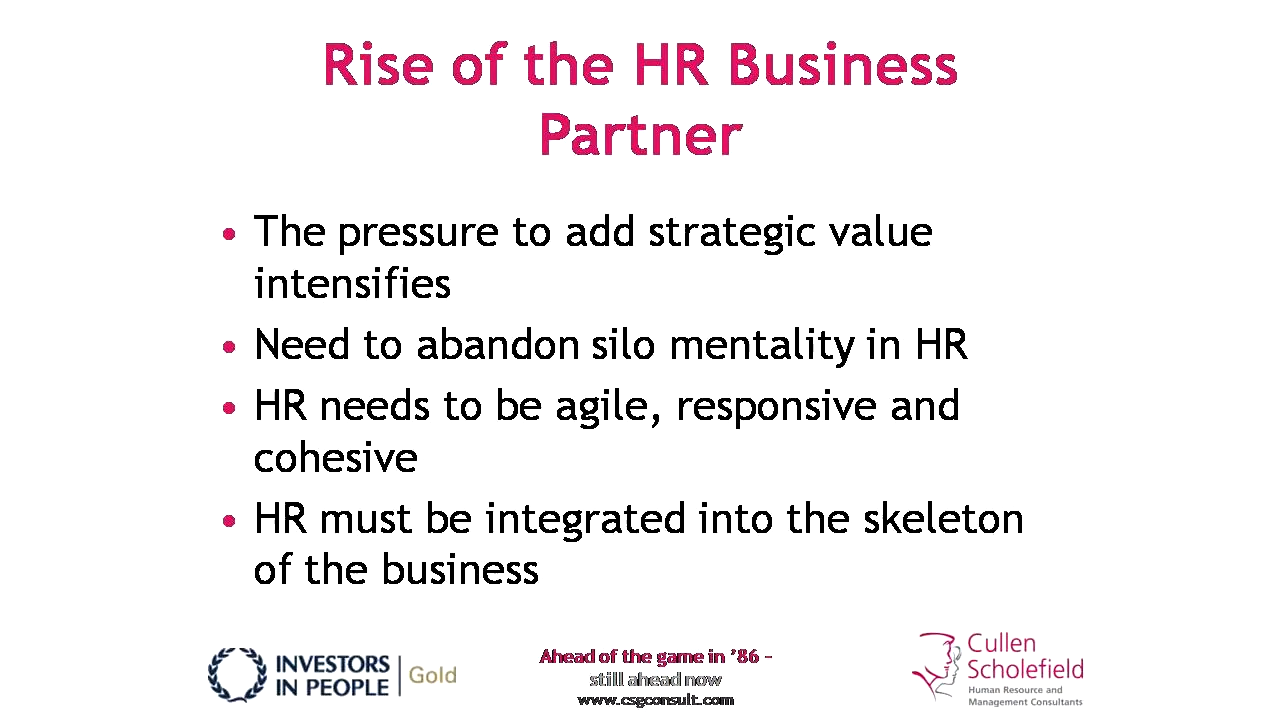 Rise of the HR Business
Partner
• The pressure to add strategic value
intensifies
• Need to abandon silo mentality in HR
• HR needs to be agile, responsive and
cohesive
• HR must be integrated into the skeleton
of the business
INVESTORS
IN PEOPLE
Gold
Ahead of the game in ’86 –
still ahead now
www.csgconsult.com
Cullen
Scholefield
Human Resource and
Management Consultants